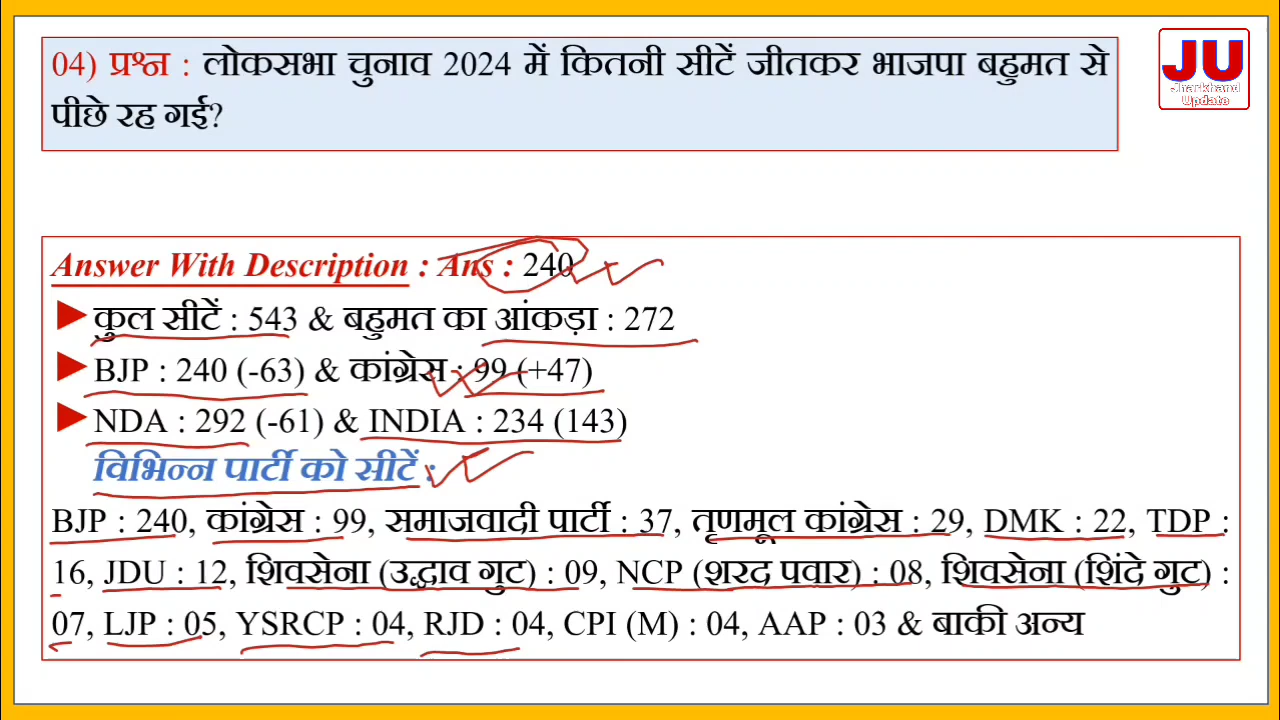 04) प्रश्न : लोकसभा चुनाव 2024 में कितनी सीटें जीतकर भाजपा बहुमत से
पीछे रह गई?
JU
Jharkhand
Update
Answer With Description : Ans : 240
कुल सीटें : 543 & बहुमत का आंकड़ा : 272
BJP : 240 (-63) & कांग्रेस : 99 (+47)
NDA : 292 (-61) & INDIA : 234 (143)
विभिन्न पार्टी को सीटें :
BJP : 240, कांग्रेस : 99, समाजवादी पार्टी : 37, तृणमूल कांग्रेस : 29, DMK : 22, TDP :
16, JDU : 12, शिवसेना (उद्धाव गुट) : 09, NCP (शरद पवार) : 08, शिवसेना (शिंदे गुट) :
07, LJP : 05, YSRCP : 04, RJD : 04, CPI (M) : 04, AAP : 03 & बाकी अन्य